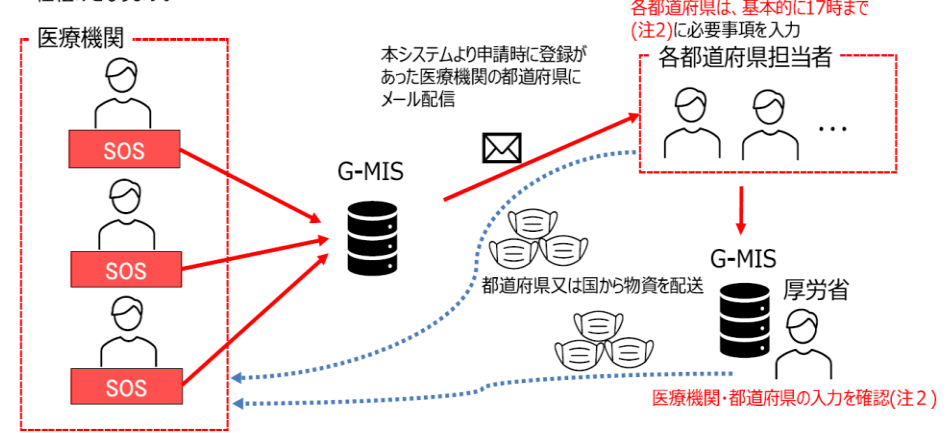 各都道府県は、基本的に17時まで
(注2)に必要事項を入力
医療機関
本システムより申請時に登録が
あった医療機関の都道府県に
メール配信
各都道府県担当者
…
SOS
G-MIS
SOS
都道府県又は国から物資を配送
G-MIS
厚労省
SOS
医療機関・都道府県の入力を確認(注２)